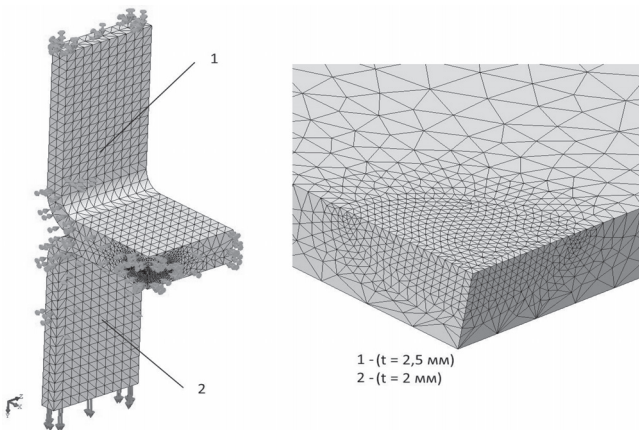 1
2
1 - (t = 2,5 мм)
2 - (t = 2 мм)